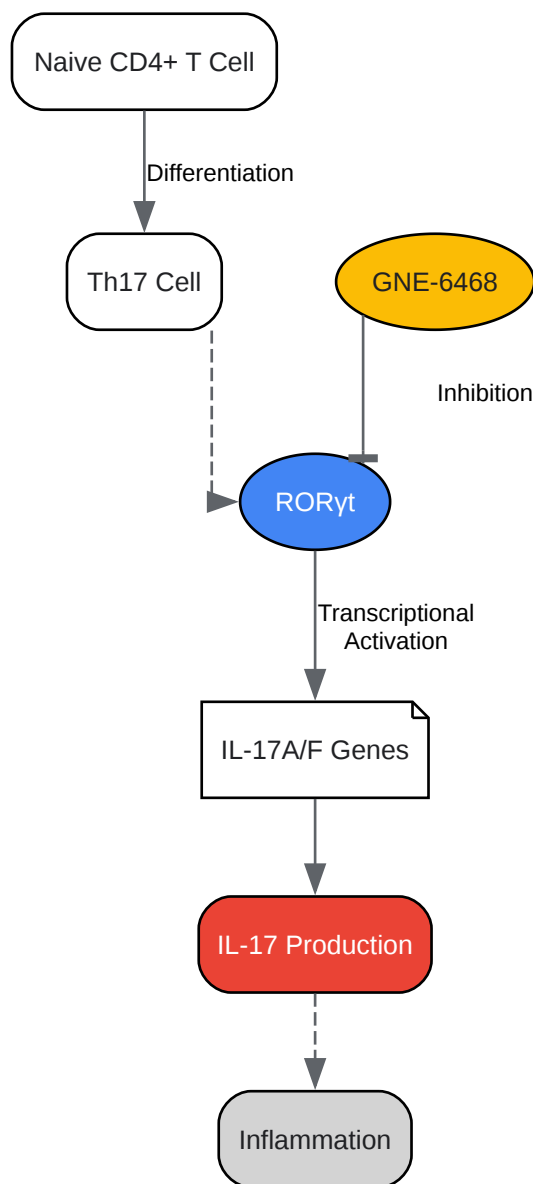 Naive CD4+ T Cell
Differentiation
Th17 Cell
GNE-6468
Inhibition
RORγt
Transcriptional
Activation
IL-17A/F Genes
IL-17 Production
Inflammation